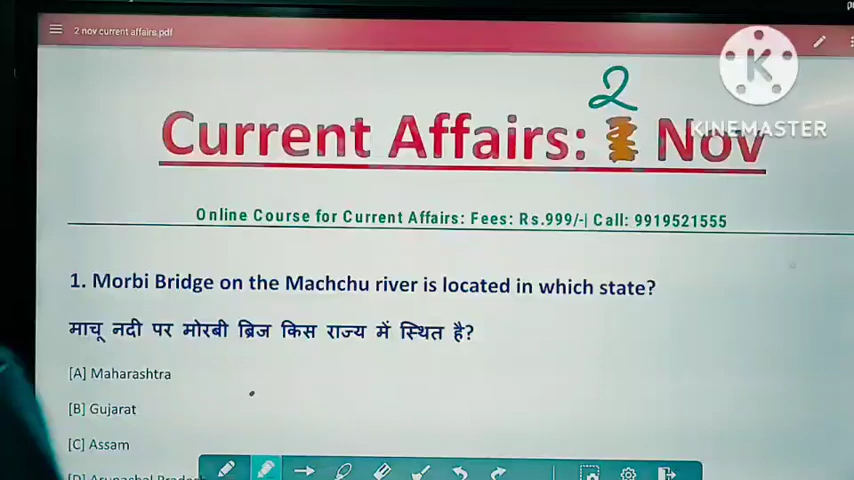 2 nov current affairs.pdf
2
Current Affairs: Nov
KINEMASTER
Online Course for Current Affairs: Fees: Rs.999/-| Call: 9919521555
1. Morbi Bridge on the Machchu river is located in which state?
माचू नदी पर मोरबी ब्रिज किस राज्य में स्थित है?
[A] Maharashtra
[B] Gujarat
[C] Assam
[D] Arunachal Pradesh